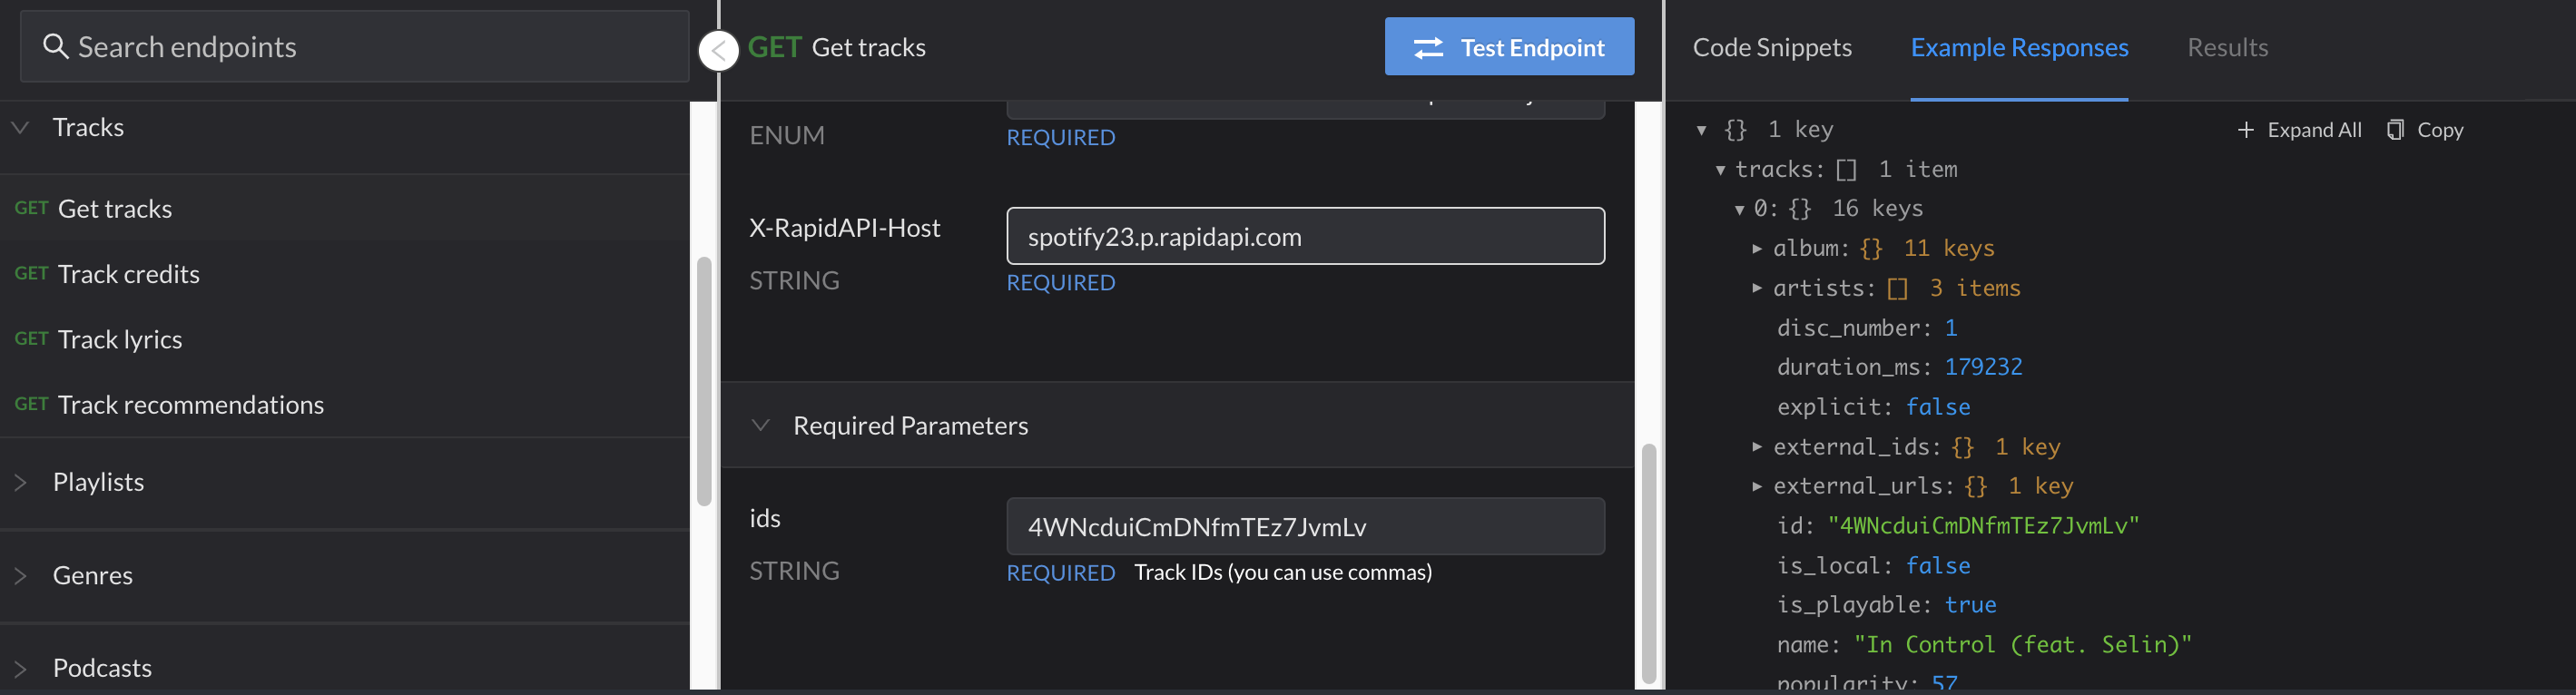 Search endpoints
Tracks
GET Get tracks
GET Track credits
GET Track lyrics
GET Track recommendations
Playlists
Genres
Podcasts
GET Get tracks
Test Endpoint
ENUM
REQUIRED
X-RapidAPI-Host
spotify23.p.rapidapi.com
STRING
REQUIRED
Required Parameters
ids
4WNcduiCmDNfmTEz7JvmLv
STRING
REQUIRED Track IDs (you can use commas)
Code Snippets
Example Responses
Results
{} 1 key
Expand All
Copy
tracks: [] 1 item
0: {} 16 keys
album: {} 11 keys
artists: [] 3 items
disc_number: 1
duration_ms: 179232
explicit: false
external_ids: {} 1 key
external_urls: {} 1 key
id: "4WNcduiCmDNfmTEz7JvmLv"
is_local: false
is_playable: true
name: "In Control (feat. Selin)"
popularity: 57